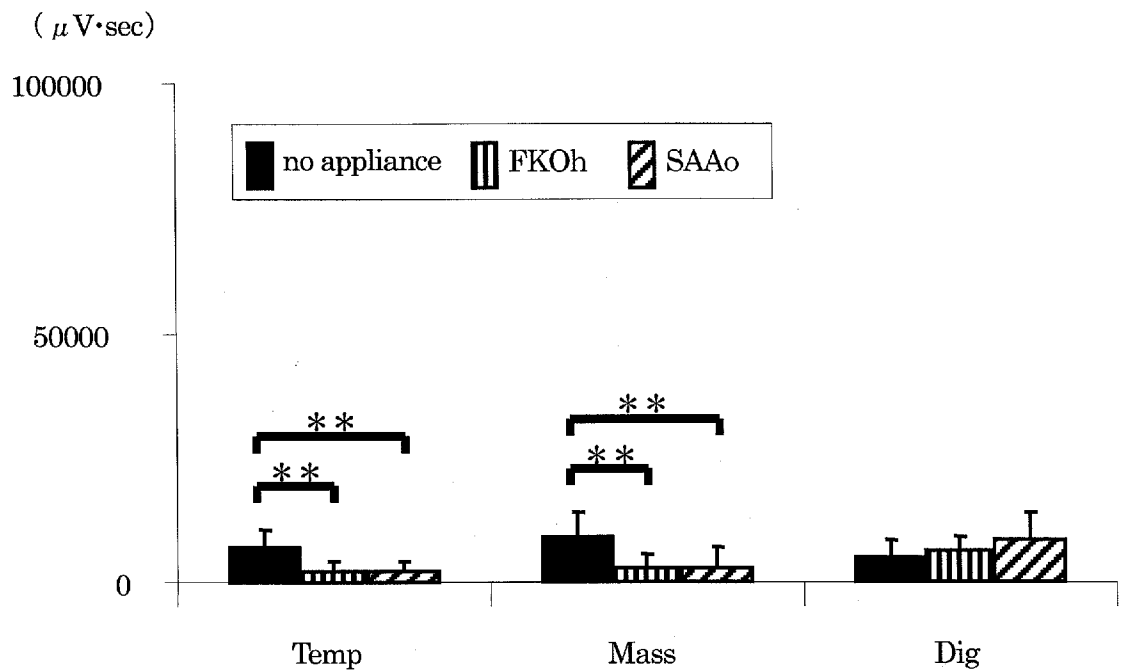 ( μV·sec)
100000
no appliance FKOh SAAo
50000
**
**
**
**
0
Temp Mass Dig